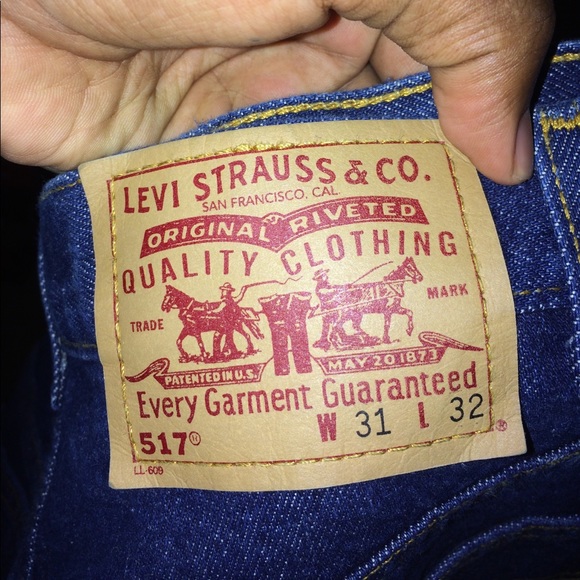 LEVI STRAUSS & CO.
SAN FRANCISCO, CAL.
ORIGINAL RIVETED
QUALITY CLOTHING
TRADE MARK
PATENTED IN U.S. MAY 20 1873
Every Garment Guaranteed
517® W 31 L 32 ®
LL-609